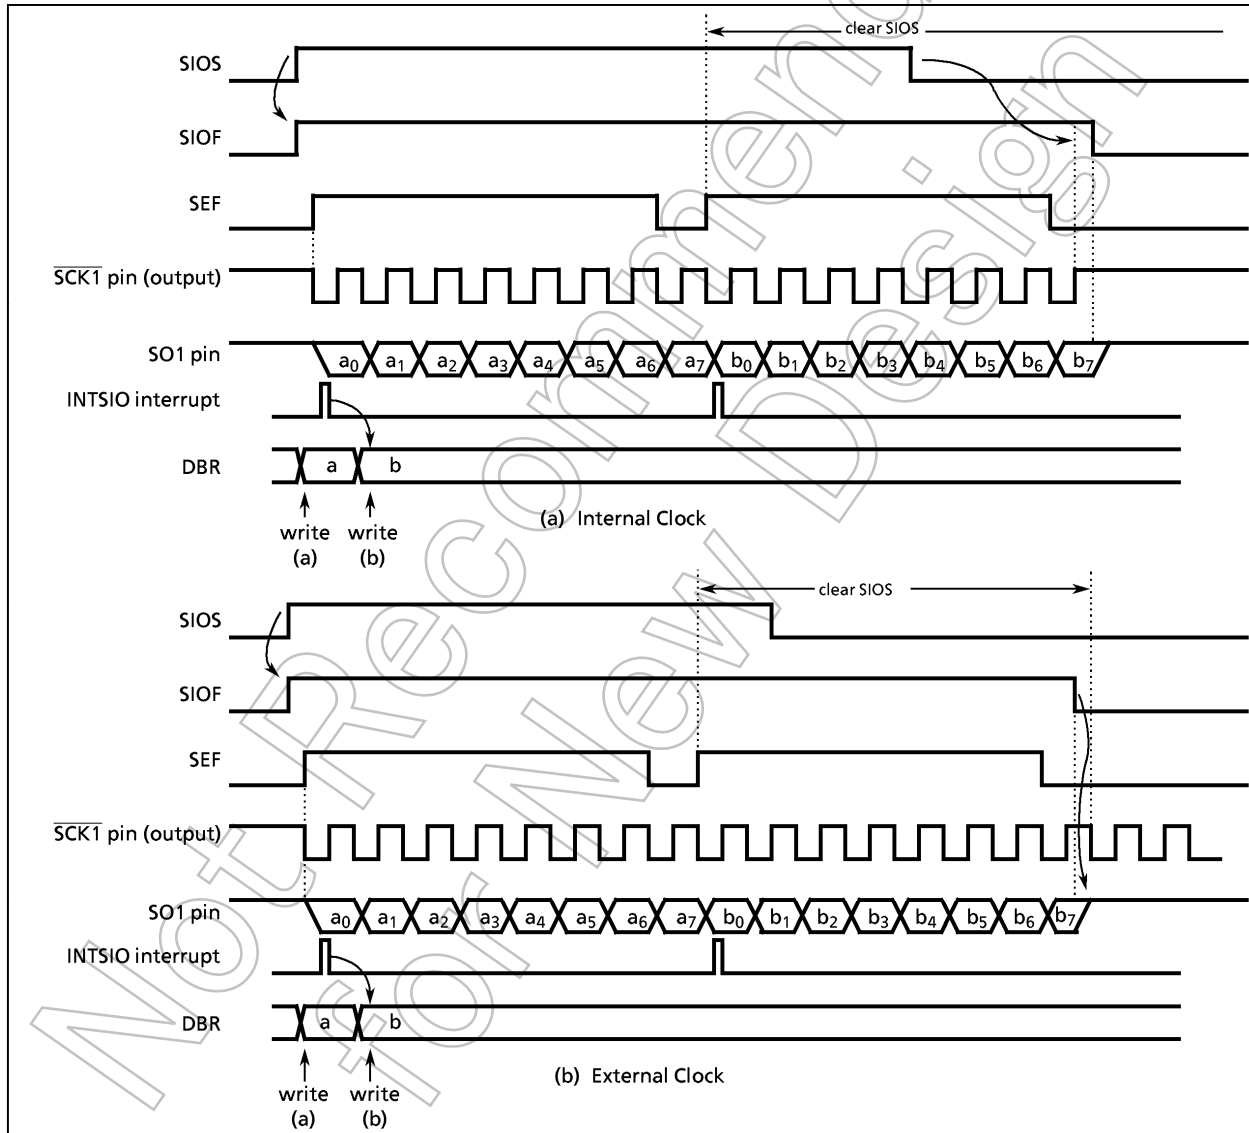 clear SIOS
SIOS
SIOF
SEF
SCK1 pin (output)
SO1 pin
a0 a1 a2 a3 a4 a5 a6 a7 b0 b1 b2 b3 b4 b5 b6 b7
INTSIO interrupt
DBR
a b
write (a)
write (b)
(a) Internal Clock
clear SIOS
SIOS
SIOF
SEF
SCK1 pin (output)
SO1 pin
a0 a1 a2 a3 a4 a5 a6 a7 b0 b1 b2 b3 b4 b5 b6 b7
INTSIO interrupt
DBR
a b
write (a)
write (b)
(b) External Clock
Not Recommend
for New Design